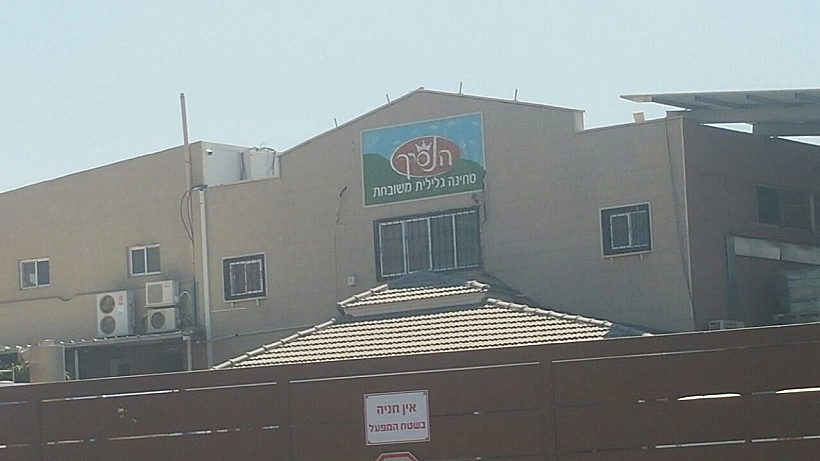 הנסיך
טחינה גלילית משובחת
אין חניה
בשטח המפעל